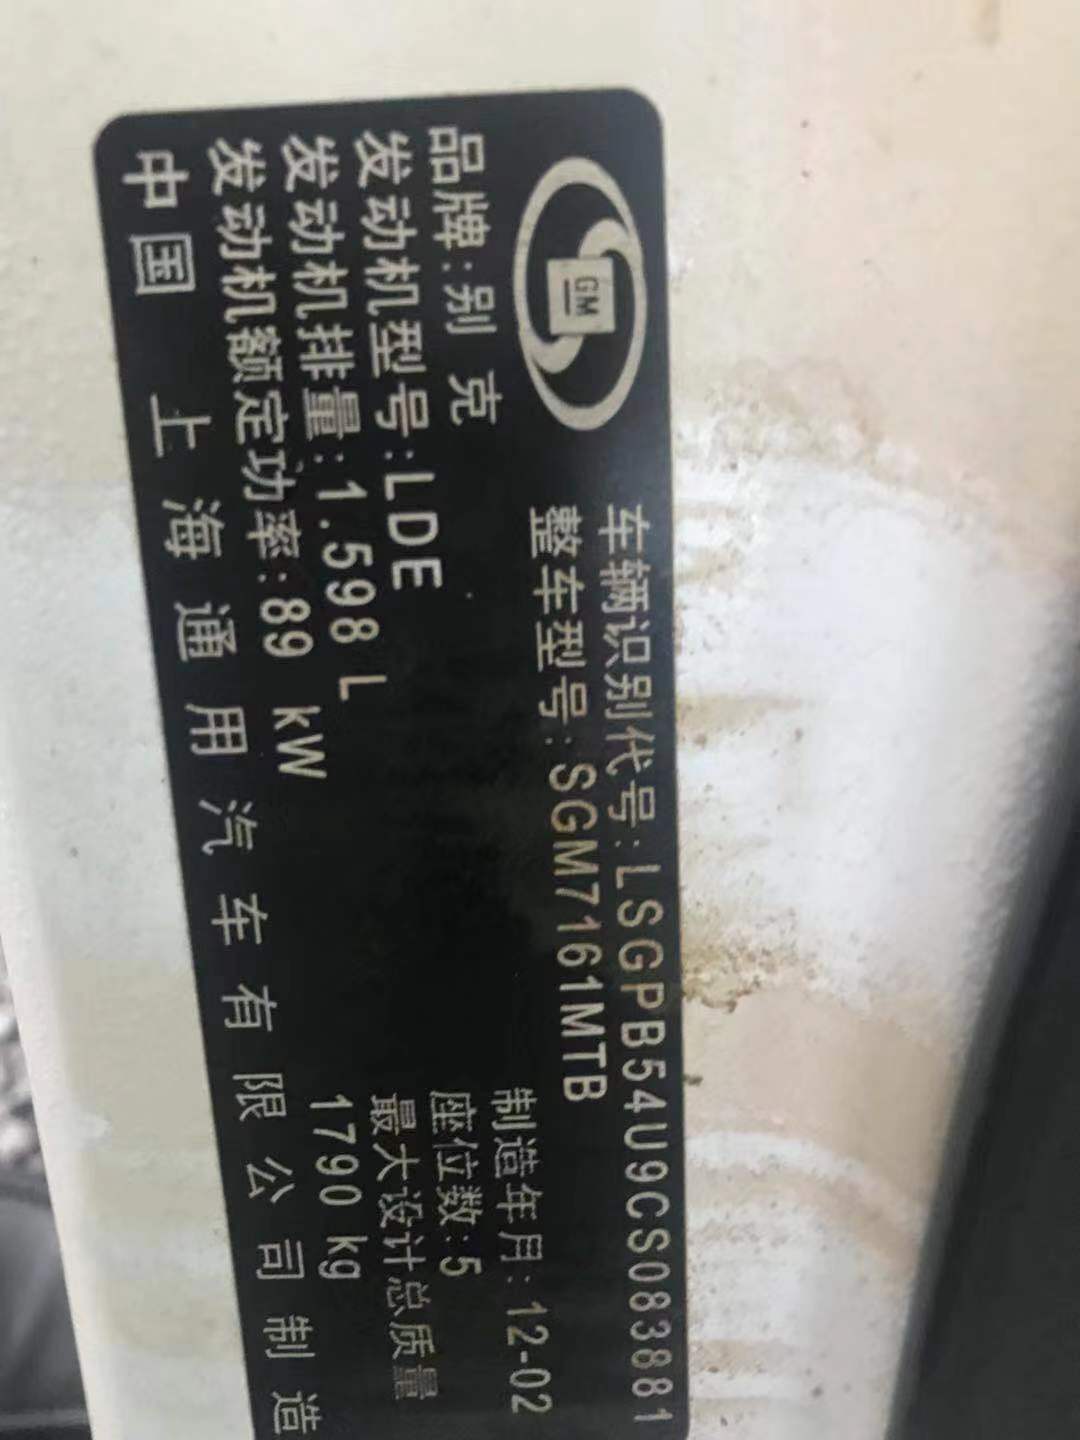 GM
车辆识别代号:LSGPB54U9CS083881
整车型号:SGM7161MTB
品牌:别克
制造年月:12-02
发动机型号:LDE
座位数:5
发动机排量:1.598 L
最大设计总质量
发动机额定功率:89 kW
1790 kg
中国 上海通用汽车有限公司制造